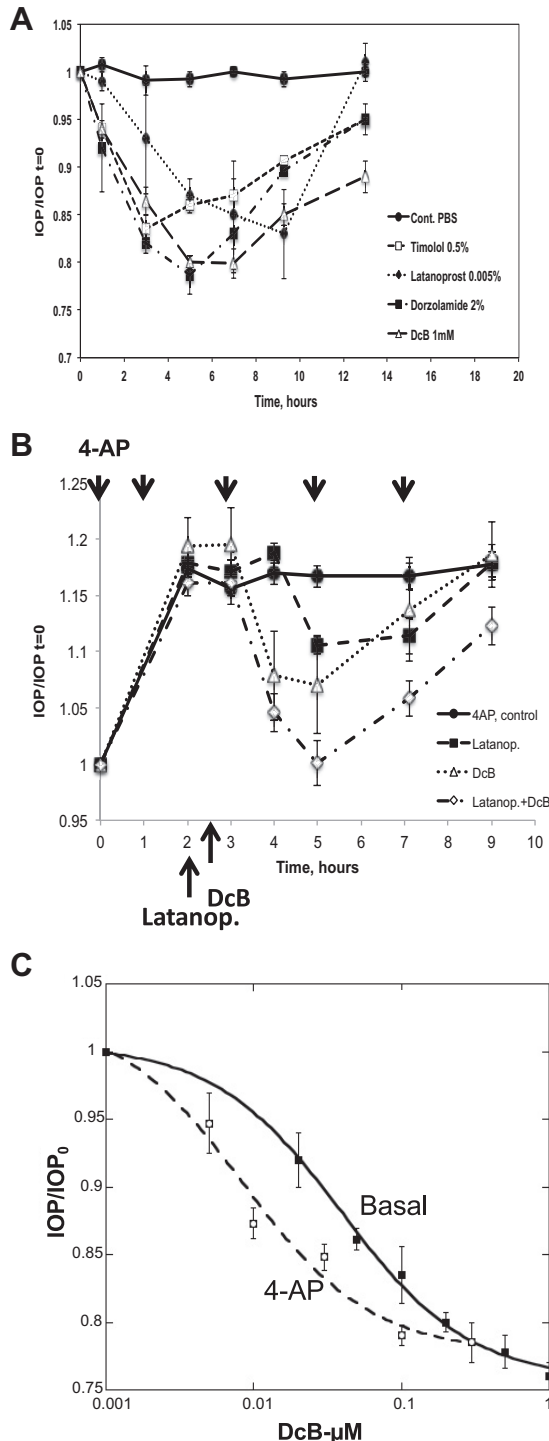 A
1.05
1
0.95
0.9
0.85
0.8
0.75
0.7
IOP/IOP t=0
0 2 4 6 8 10 12 14 16 18 20
Time, hours
Cont. PBS
Timolol 0.5%
Latanoprost 0.005%
Dorzolamide 2%
DcB 1mM
B
4-AP
1.25
1.2
1.15
1.1
1.05
1
0.95
IOP/IOP t=0
0 1 2 3 4 5 6 7 8 9 10
Time, hours
4AP, control
Latanop.
DcB
Latanop.+DcB
DcB
Latanop.
C
1.05
1
0.95
0.9
0.85
0.8
0.75
IOP/IOP0
Basal
4-AP
0.001 0.01 0.1 1
DcB-µM